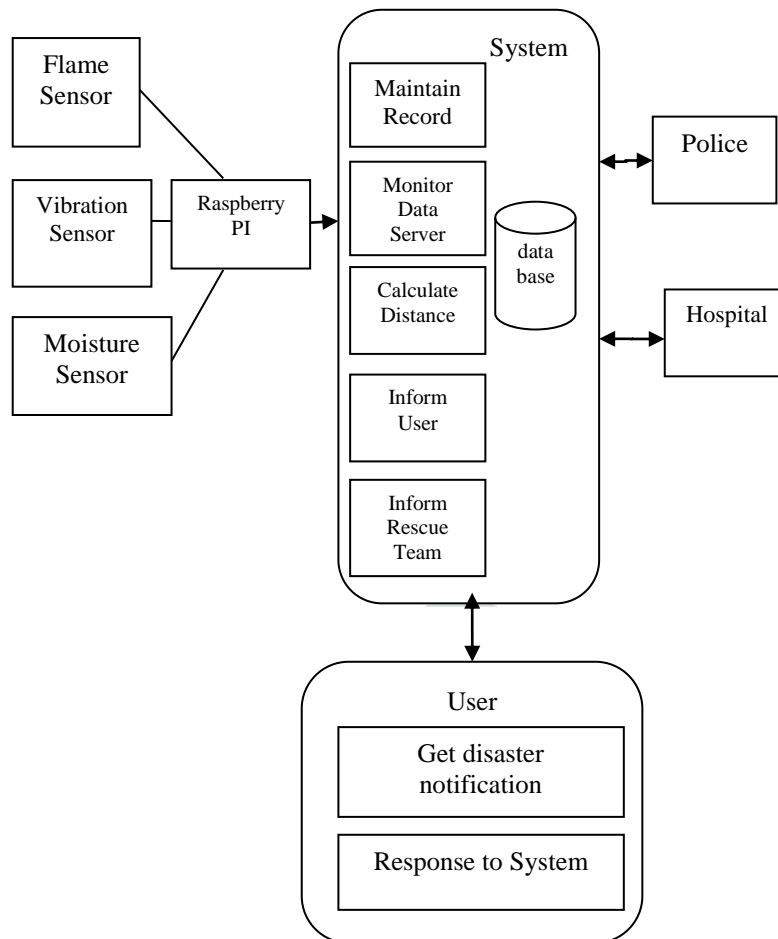 Flame
Sensor
Vibration
Sensor
Moisture
Sensor
Raspberry
PI
System
Maintain
Record
Monitor
Data
Server
Calculate
Distance
Inform
User
Inform
Rescue
Team
data
base
Police
Hospital
User
Get disaster
notification
Response to System